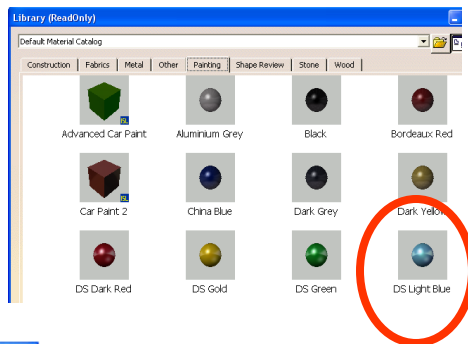 Library (ReadOnly)
Default Material Catalog
Construction Fabrics Metal Other Painting Shape Review Stone Wood
Advanced Car Paint Aluminium Grey Black Bordeaux Red
Car Paint 2 China Blue Dark Grey Dark Yellow
DS Dark Red DS Gold DS Green DS Light Blue